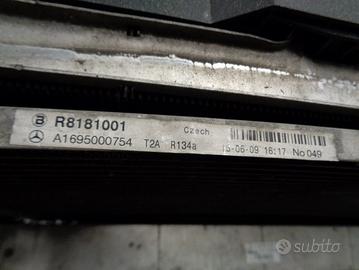 B R8181001 Czech
A1695000754 T2A R134a 15-06-09 16:17 No 049
subito